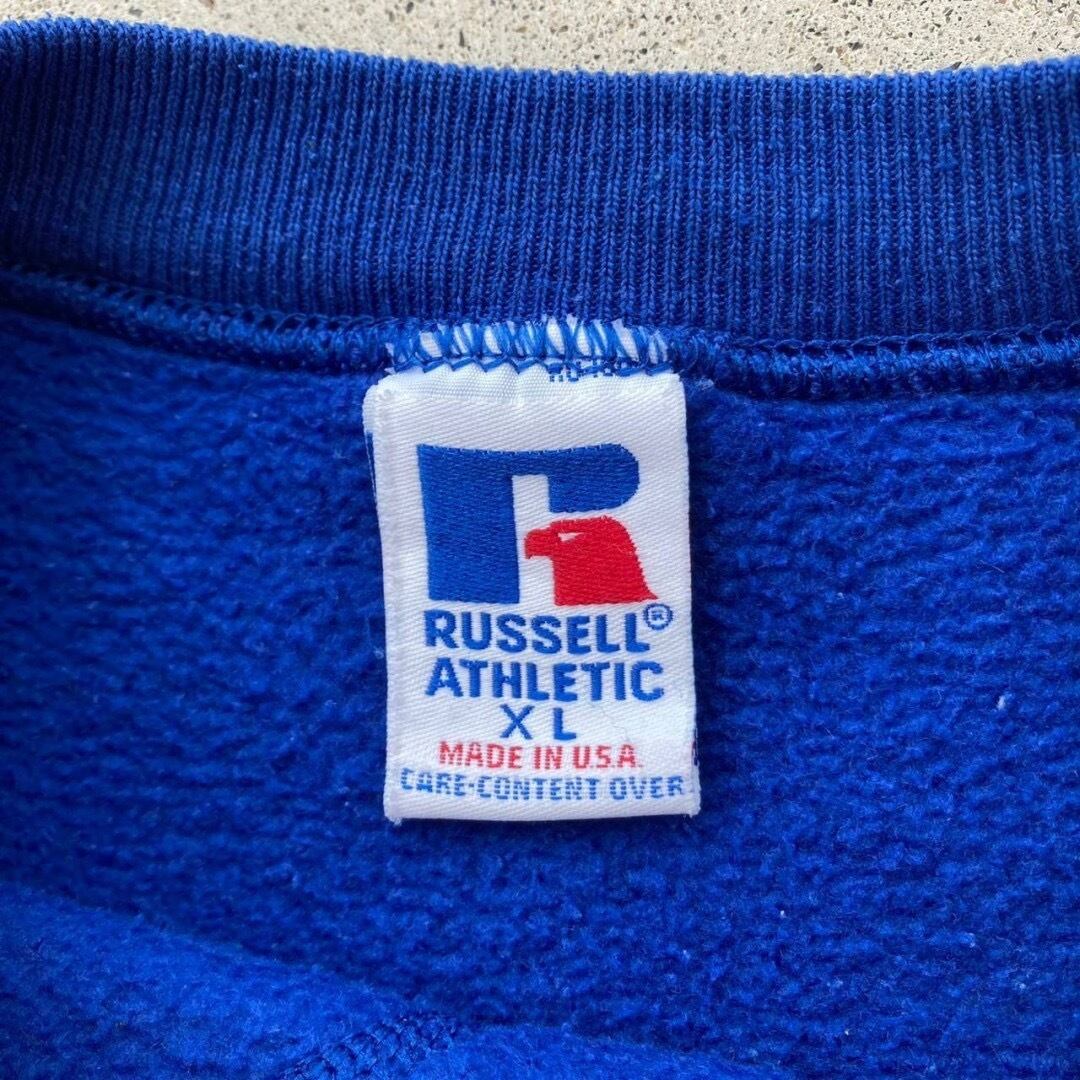 R
RUSSELL®
ATHLETIC
XL
MADE IN U.S.A.
CARE-CONTENT OVER